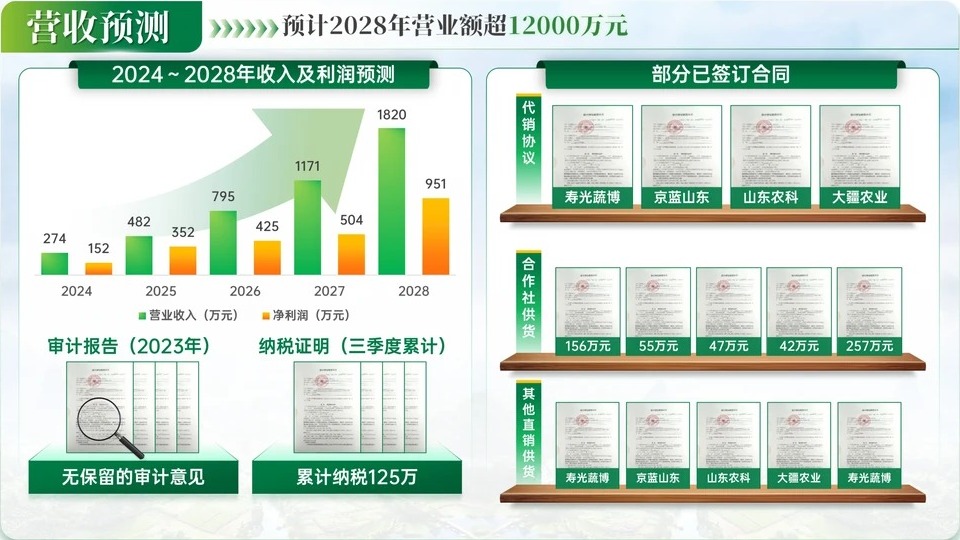 营收预测
预计2028年营业额超12000万元
2024～2028年收入及利润预测
1820
1171
951
795
504
482
425
352
274
152
2024 2025 2026 2027 2028
营业收入（万元） 净利润（万元）
审计报告（2023年）
纳税证明（三季度累计）
无保留的审计意见
累计纳税125万
部分已签订合同
代销协议
寿光蔬博 京蓝山东 山东农科 大疆农业
合作社供货
156万元 55万元 47万元 42万元 257万元
其他直销供货
寿光蔬博 京蓝山东 山东农科 大疆农业 寿光蔬博